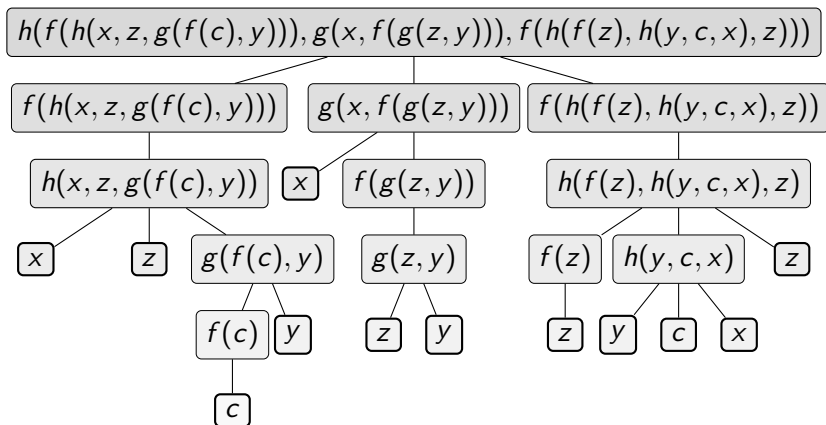 h(f(h(x, z, g(f(c), y))), g(x, f(g(z, y))), f(h(f(z), h(y, c, x), z)))
f(h(x, z, g(f(c), y))) g(x, f(g(z, y))) f(h(f(z), h(y, c, x), z))
h(x, z, g(f(c), y)) x f(g(z, y)) h(f(z), h(y, c, x), z)
x z g(f(c), y) g(z, y) f(z) h(y, c, x) z
f(c) y z y z y c x
c